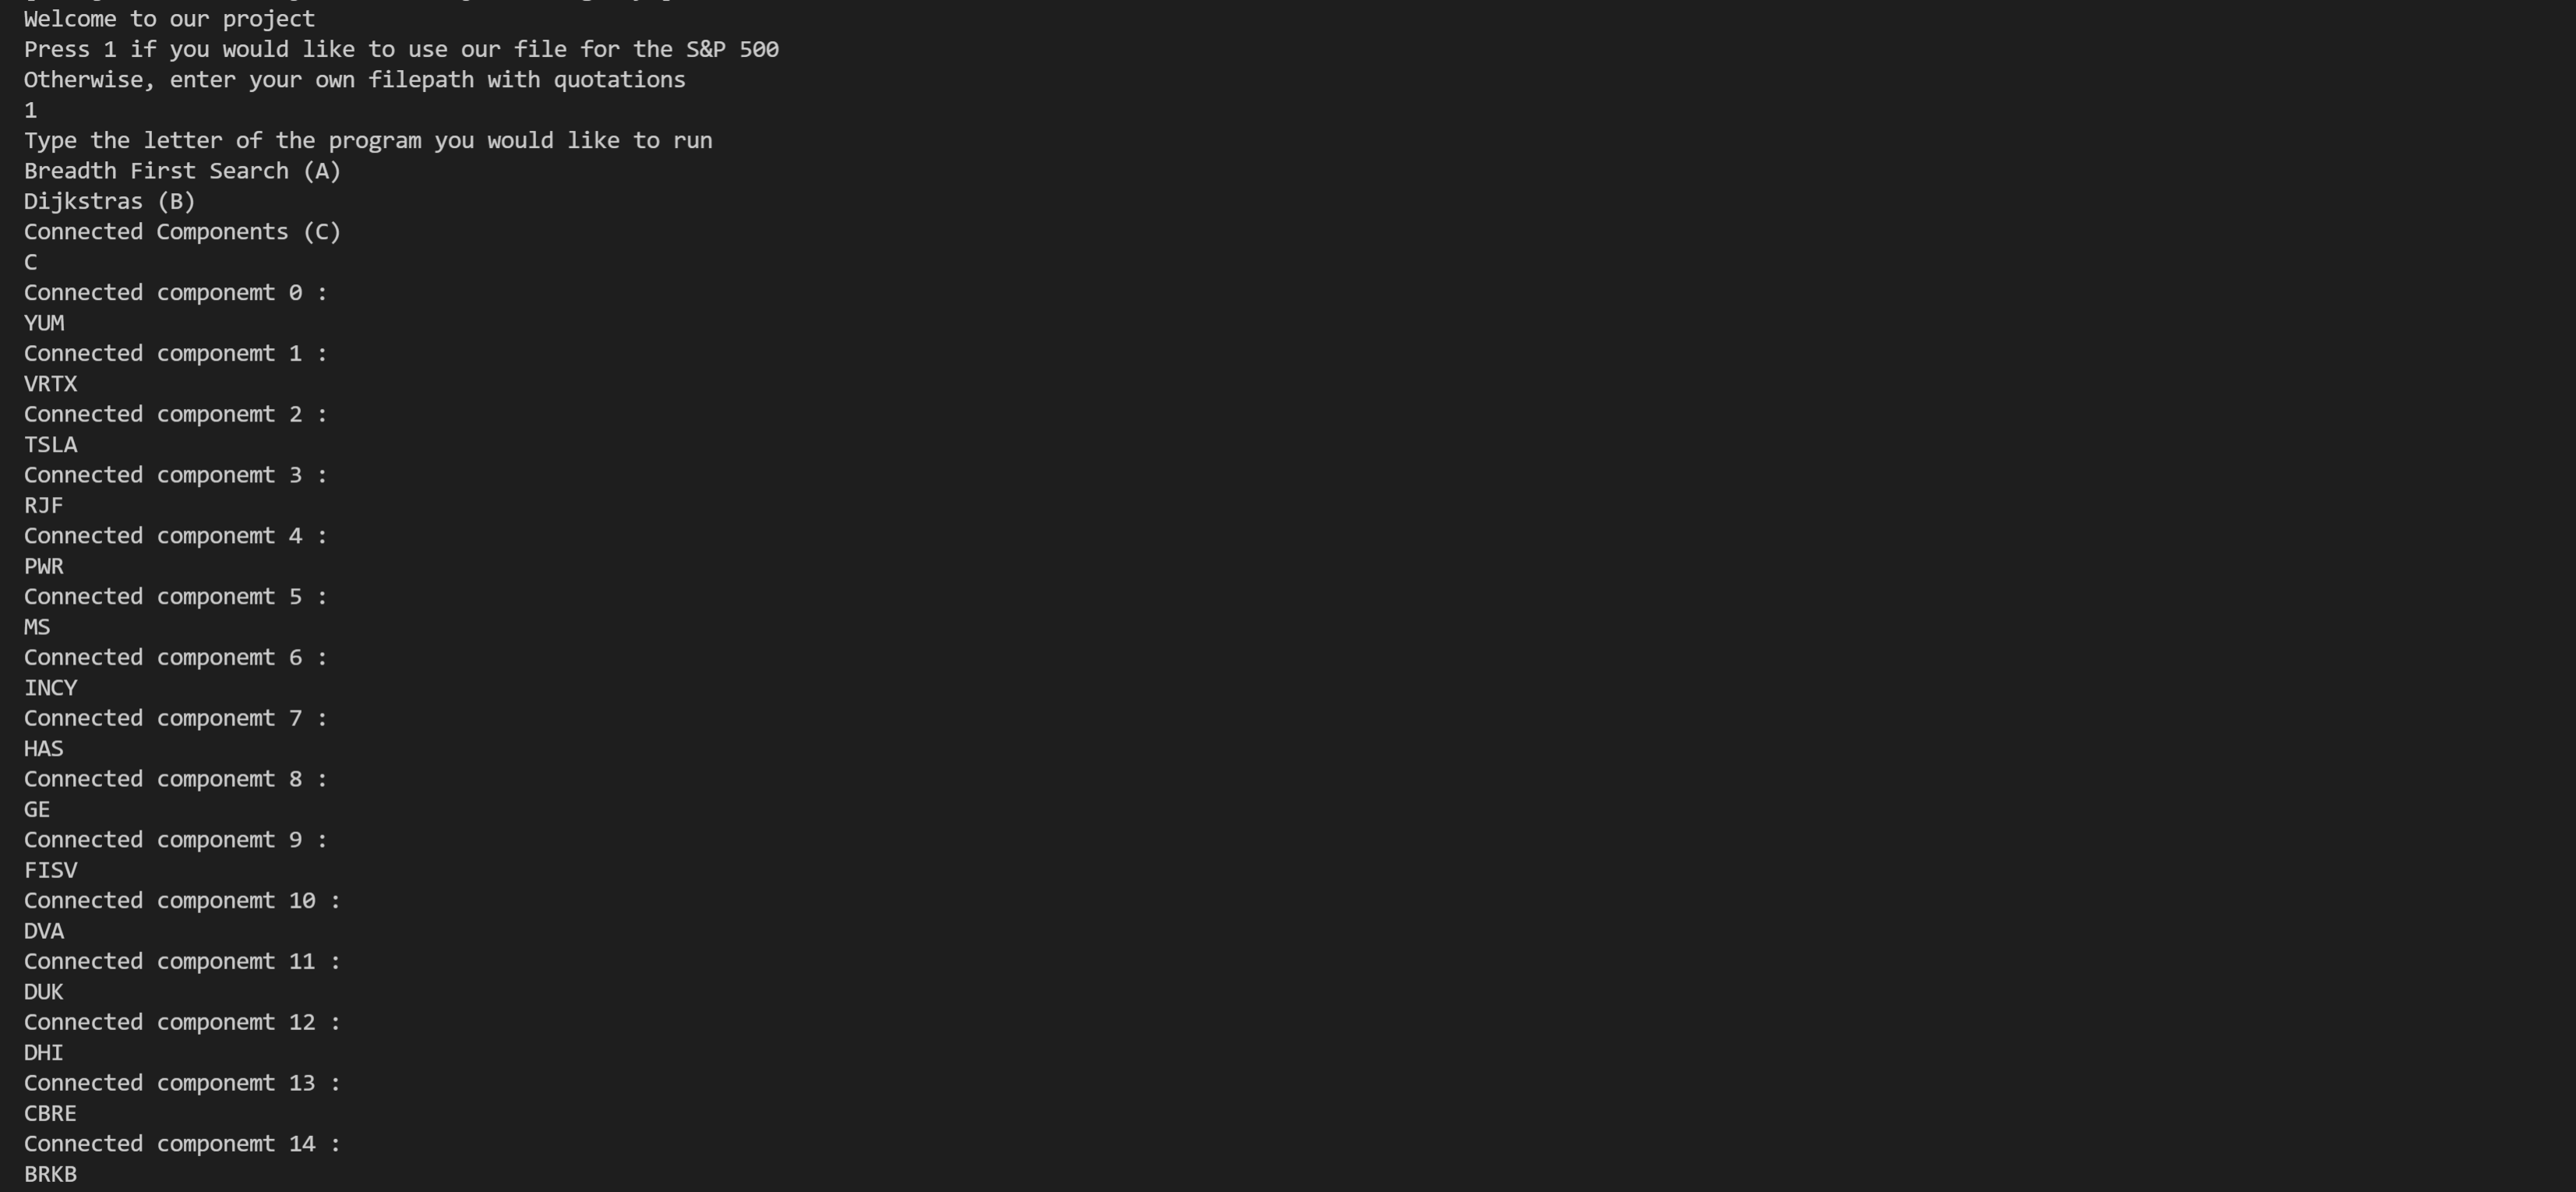 Welcome to our project
Press 1 if you would like to use our file for the S&P 500
Otherwise, enter your own filepath with quotations
1
Type the letter of the program you would like to run
Breadth First Search (A)
Dijkstras (B)
Connected Components (C)
C
Connected componemt 0 :
YUM
Connected componemt 1 :
VRTX
Connected componemt 2 :
TSLA
Connected componemt 3 :
RJF
Connected componemt 4 :
PWR
Connected componemt 5 :
MS
Connected componemt 6 :
INCY
Connected componemt 7 :
HAS
Connected componemt 8 :
GE
Connected componemt 9 :
FISV
Connected componemt 10 :
DVA
Connected componemt 11 :
DUK
Connected componemt 12 :
DHI
Connected componemt 13 :
CBRE
Connected componemt 14 :
BRKB